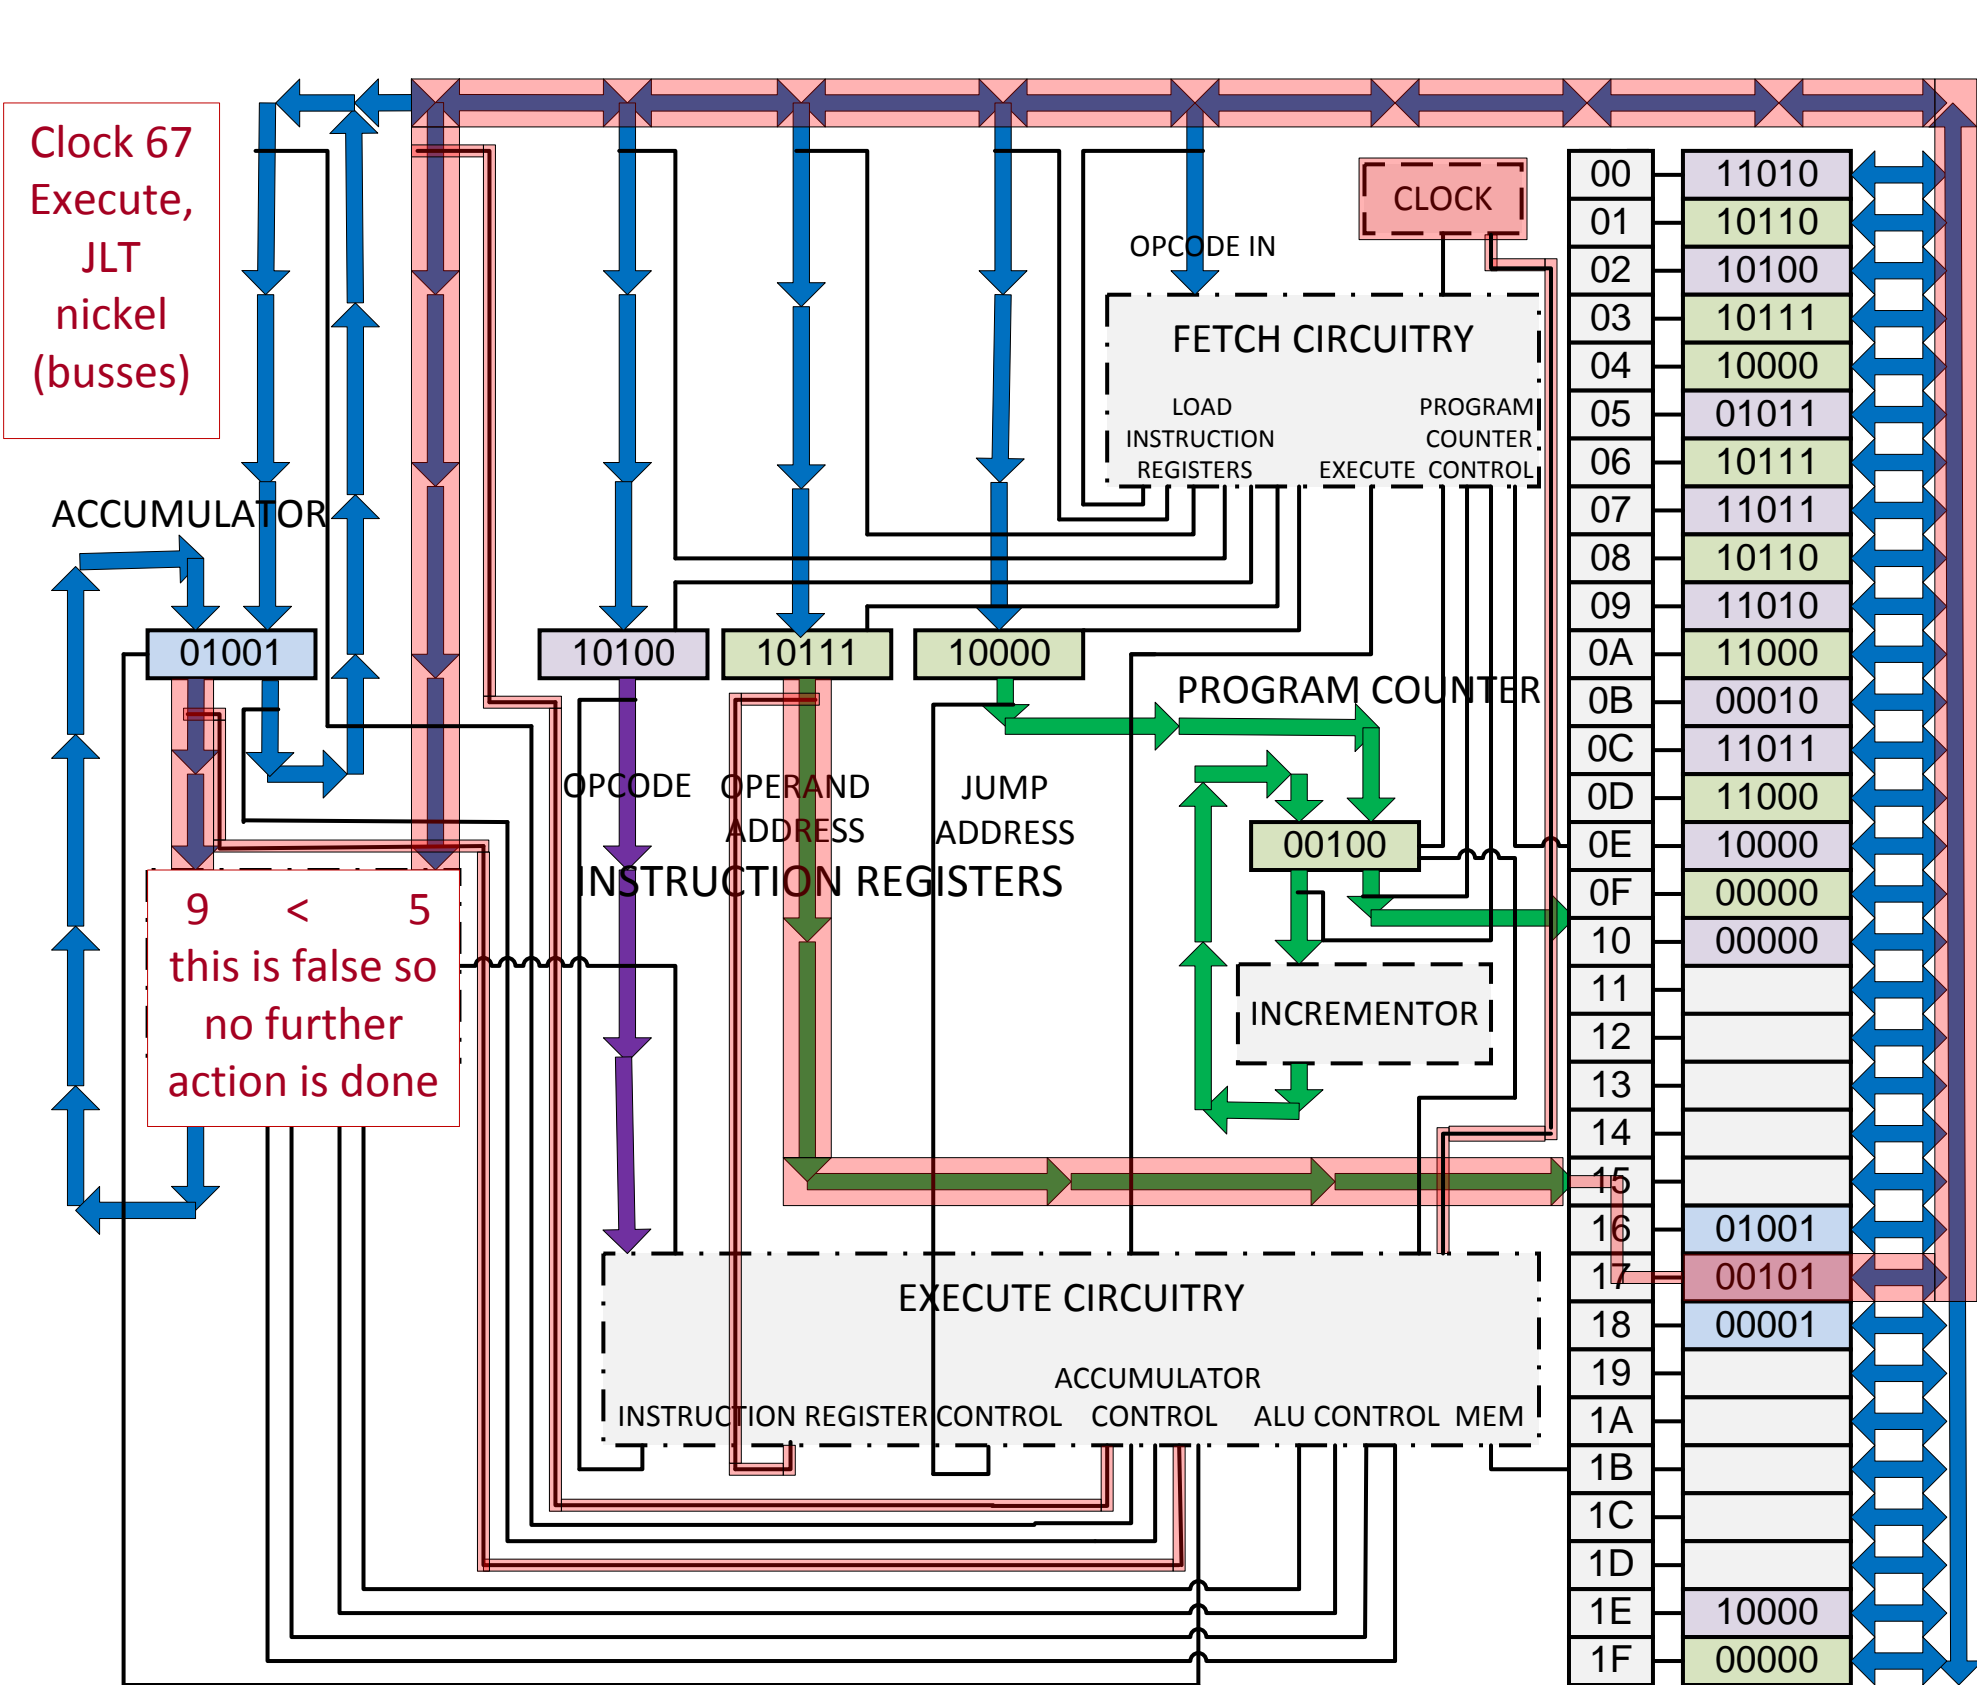 Clock 67
Execute,
JLT
nickel
(busses)
CLOCK
OPCODE IN
FETCH CIRCUITRY
LOAD
INSTRUCTION
REGISTERS
EXECUTE
PROGRAM
COUNTER
CONTROL
ACCUMULATOR
01001
10100
10111
10000
PROGRAM COUNTER
OPCODE
OPERAND
ADDRESS
JUMP
ADDRESS
INSTRUCTION REGISTERS
00100
INCREMENTOR
9 < 5
this is false so
no further
action is done
EXECUTE CIRCUITRY
INSTRUCTION REGISTER CONTROL
ACCUMULATOR
CONTROL
ALU CONTROL
MEM
00 11010
01 10110
02 10100
03 10111
04 10000
05 01011
06 10111
07 11011
08 10110
09 11010
0A 11000
0B 00010
0C 11011
0D 11000
0E 10000
0F 00000
10 00000
11
12
13
14
15
16 01001
17 00101
18 00001
19
1A
1B
1C
1D
1E 10000
1F 00000